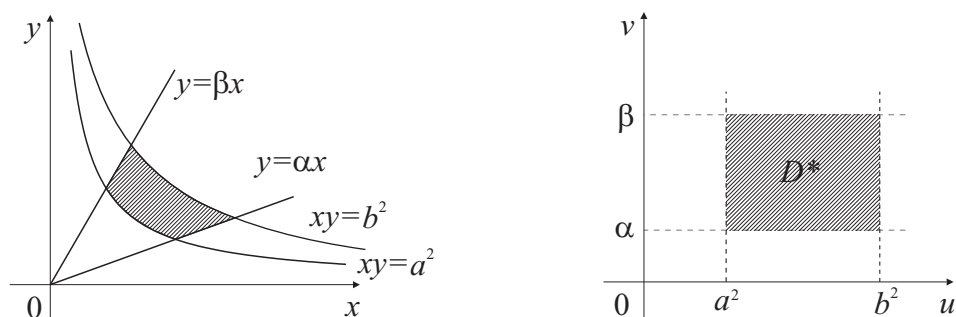 y
y=βx
y=αx
xy=b²
xy=a²
0
x
v
β
D*
α
0
a²
b²
u